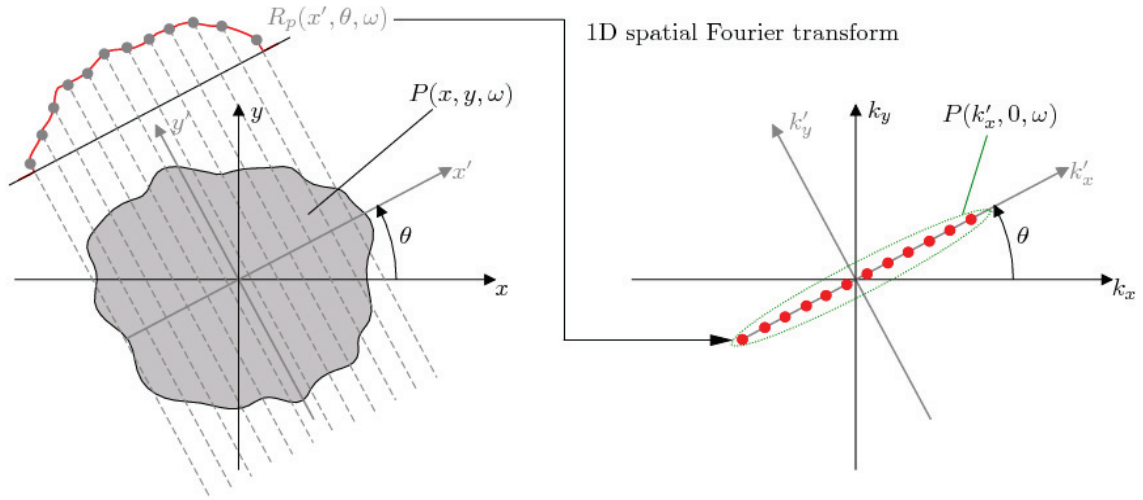 R_p(x′, θ, ω)
1D spatial Fourier transform
P(x, y, ω)
y′
y
x′
θ
x
k′_y
k_y
P(k′_x, 0, ω)
k′_x
θ
k_x